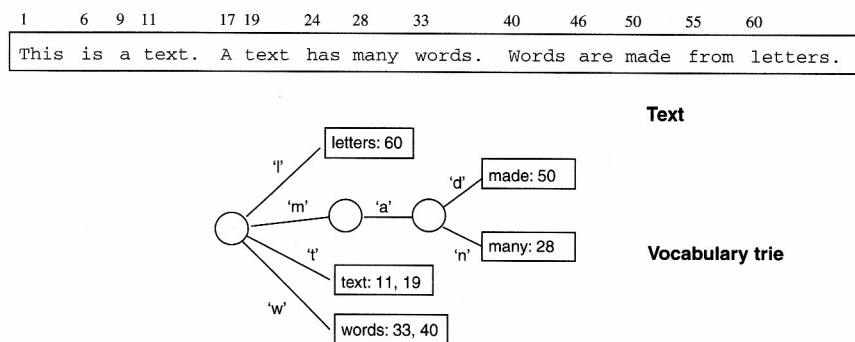 1 6 9 11 17 19 24 28 33 40 46 50 55 60
This is a text. A text has many words. Words are made from letters.
Text
letters: 60
'l'
'd'
made: 50
'm'
'a'
't'
'n'
many: 28
Vocabulary trie
text: 11, 19
'w'
words: 33, 40